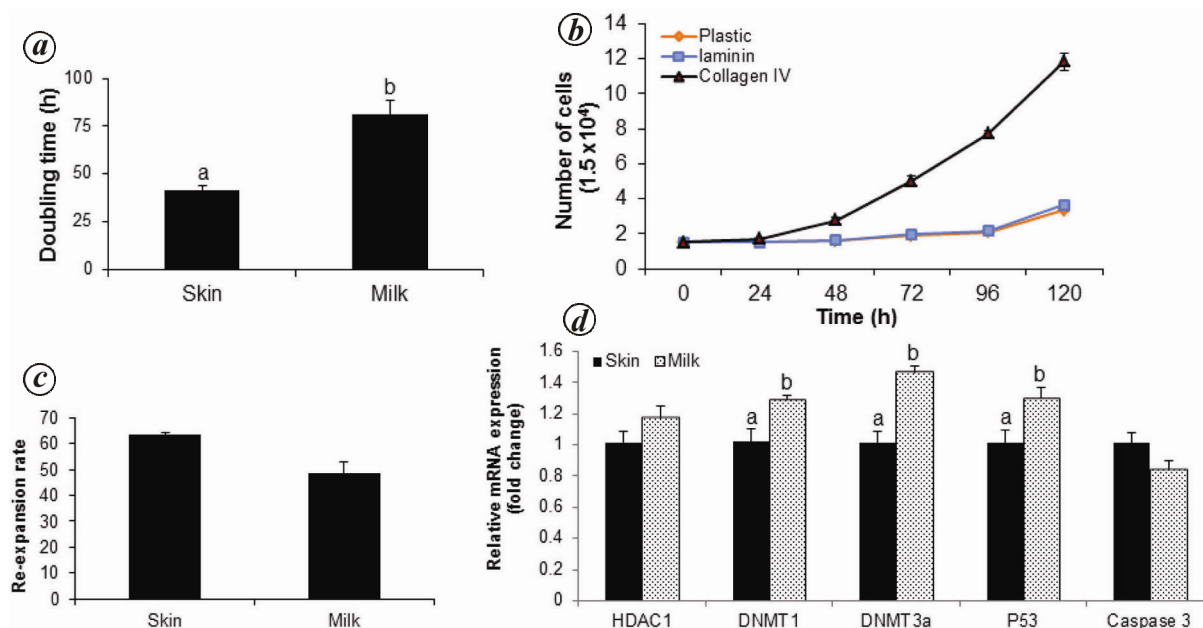 a
Doubling time (h)
100
75
50
25
0
a
b
Skin
Milk
b
Number of cells
(1.5 x10⁴)
14
12
10
8
6
4
2
0
Plastic
laminin
Collagen IV
0 24 48 72 96 120
Time (h)
c
Re-expansion rate
70
60
50
40
30
20
10
0
Skin
Milk
d
Relative mRNA expression
(fold change)
1.6
1.4
1.2
1
0.8
0.6
0.4
0.2
0
Skin Milk
a b a b a b
HDAC1 DNMT1 DNMT3a P53 Caspase 3